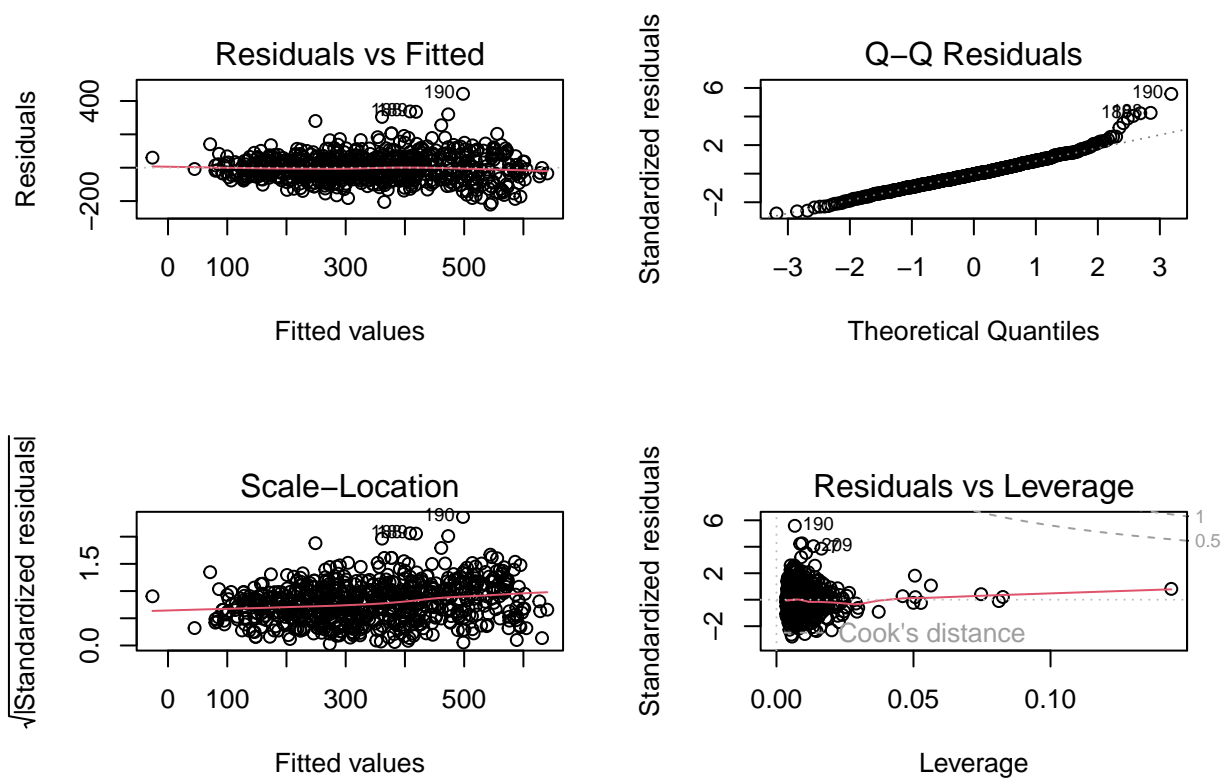 Residuals vs Fitted
Residuals
400
−200
190
0 100 300 500
Fitted values
Q−Q Residuals
Standardized residuals
6
2
−2
190
−3 −2 −1 0 1 2 3
Theoretical Quantiles
Scale−Location
√|Standardized residuals|
1.5
0.0
190
0 100 300 500
Fitted values
Residuals vs Leverage
Standardized residuals
6
2
−2
190
209
1
0.5
Cook's distance
0.00 0.05 0.10
Leverage